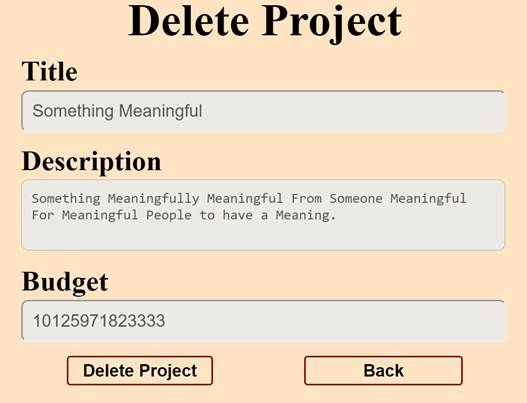 Delete Project
Title
Something Meaningful
Description
Something Meaningfully Meaningful From Someone Meaningful
For Meaningful People to have a Meaning.
Budget
10125971823333
Delete Project
Back